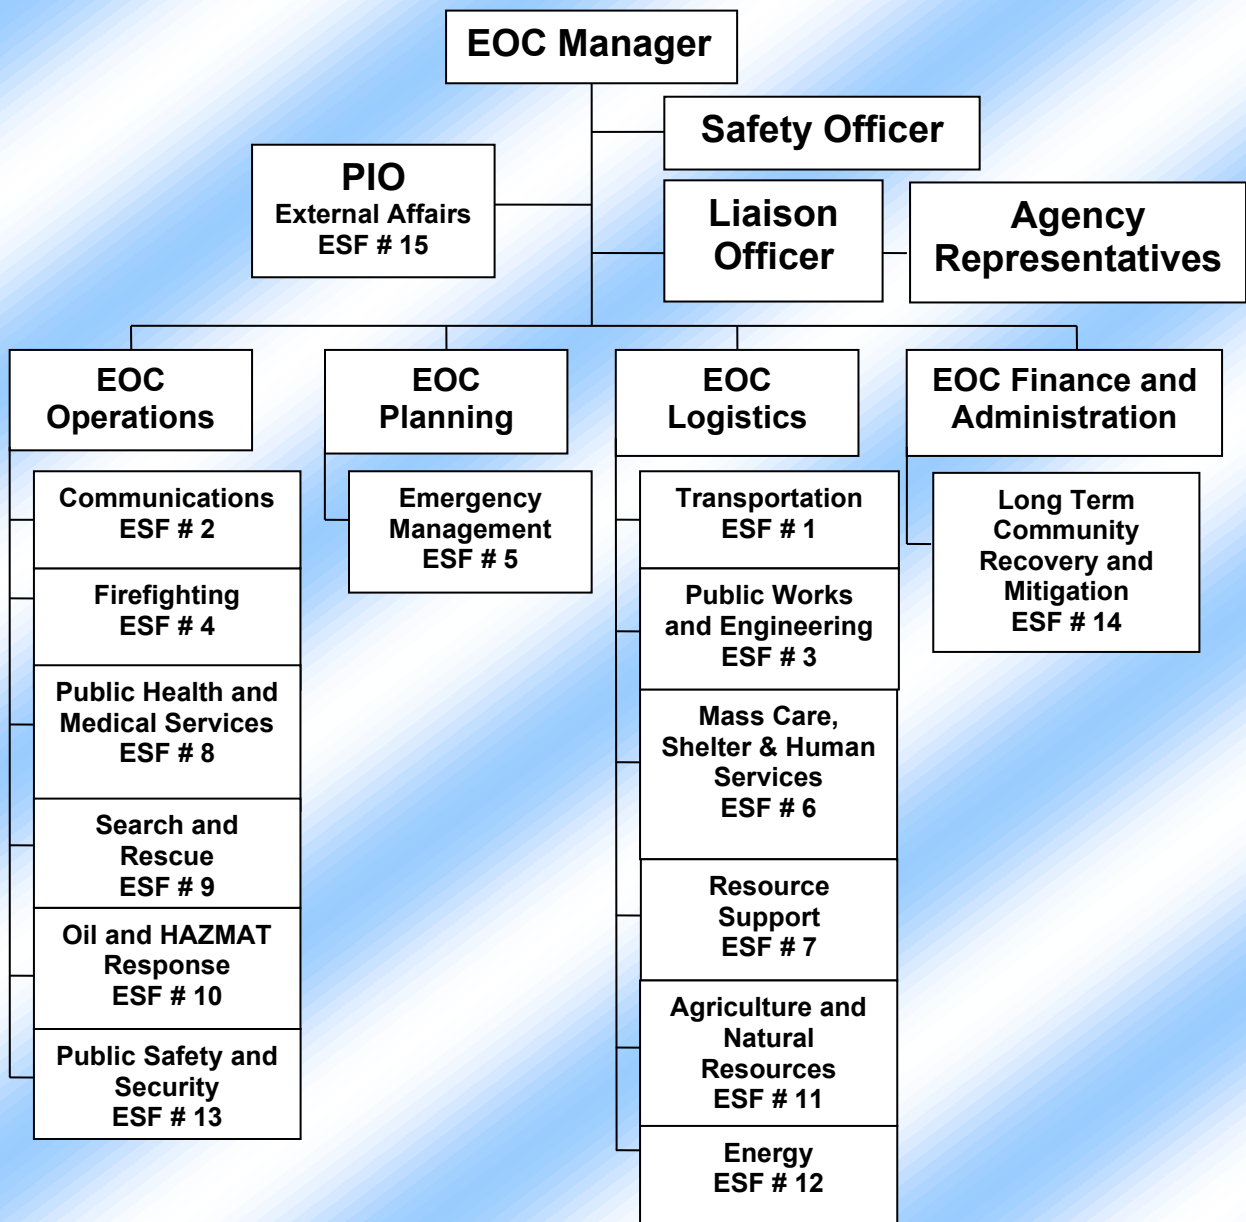 EOC Manager
Safety Officer
PIO
External Affairs
ESF # 15
Liaison
Officer
Agency
Representatives
EOC
Operations
EOC
Planning
EOC
Logistics
EOC Finance and
Administration
Communications
ESF # 2
Firefighting
ESF # 4
Public Health and
Medical Services
ESF # 8
Search and
Rescue
ESF # 9
Oil and HAZMAT
Response
ESF # 10
Public Safety and
Security
ESF # 13
Emergency
Management
ESF # 5
Transportation
ESF # 1
Public Works
and Engineering
ESF # 3
Mass Care,
Shelter & Human
Services
ESF # 6
Resource
Support
ESF # 7
Agriculture and
Natural
Resources
ESF # 11
Energy
ESF # 12
Long Term
Community
Recovery and
Mitigation
ESF # 14